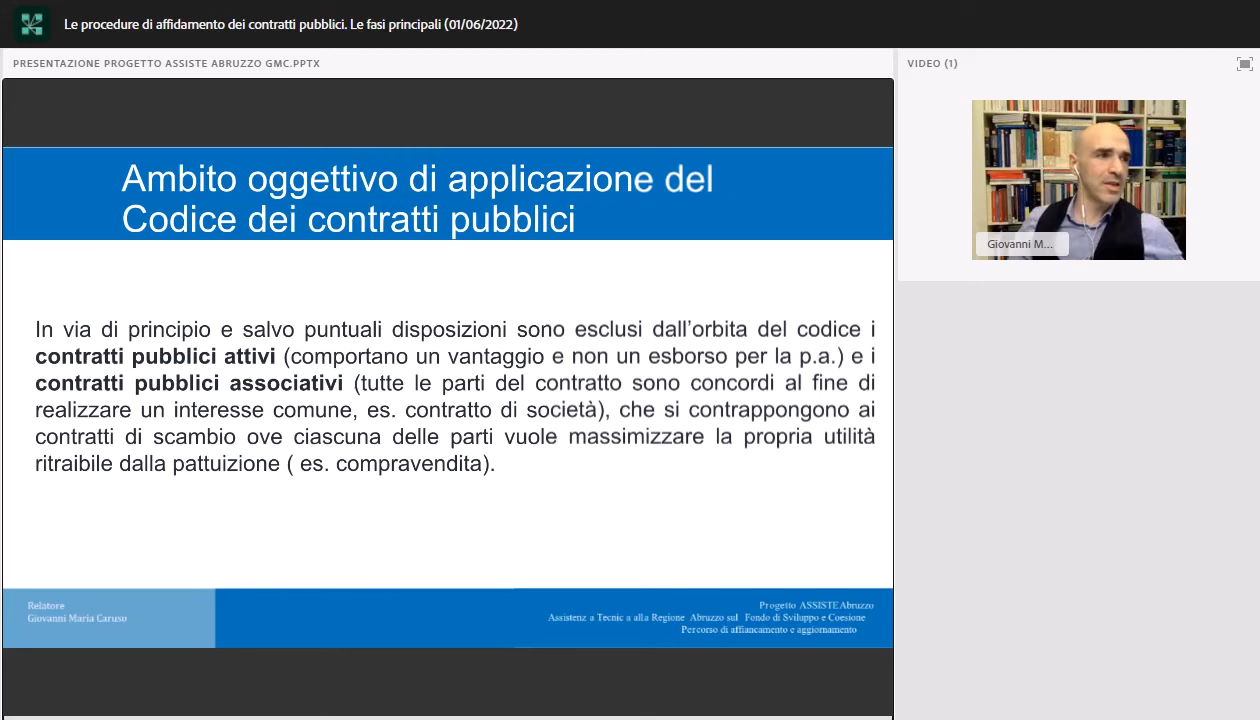 Le procedure di affidamento dei contratti pubblici. Le fasi principali (01/06/2022)
PRESENTAZIONE PROGETTO ASSISTE ABRUZZO GMC.PPTX
VIDEO (1)
Ambito oggettivo di applicazione del
Codice dei contratti pubblici
In via di principio e salvo puntuali disposizioni sono esclusi dall'orbita del codice i
contratti pubblici attivi (comportano un vantaggio e non un esborso per la p.a.) e i
contratti pubblici associativi (tutte le parti del contratto sono concordi al fine di
realizzare un interesse comune, es. contratto di società), che si contrappongono ai
contratti di scambio ove ciascuna delle parti vuole massimizzare la propria utilità
ritraibile dalla pattuizione ( es. compravendita).
Giovanni M...
Relatore
Giovanni Maria Caruso
Progetto ASSISTE Abruzzo
Assistenz a Tecnic a alla Regione Abruzzo sul Fondo di Sviluppo e Coesione
Percorso di affiancamento e aggiornamento